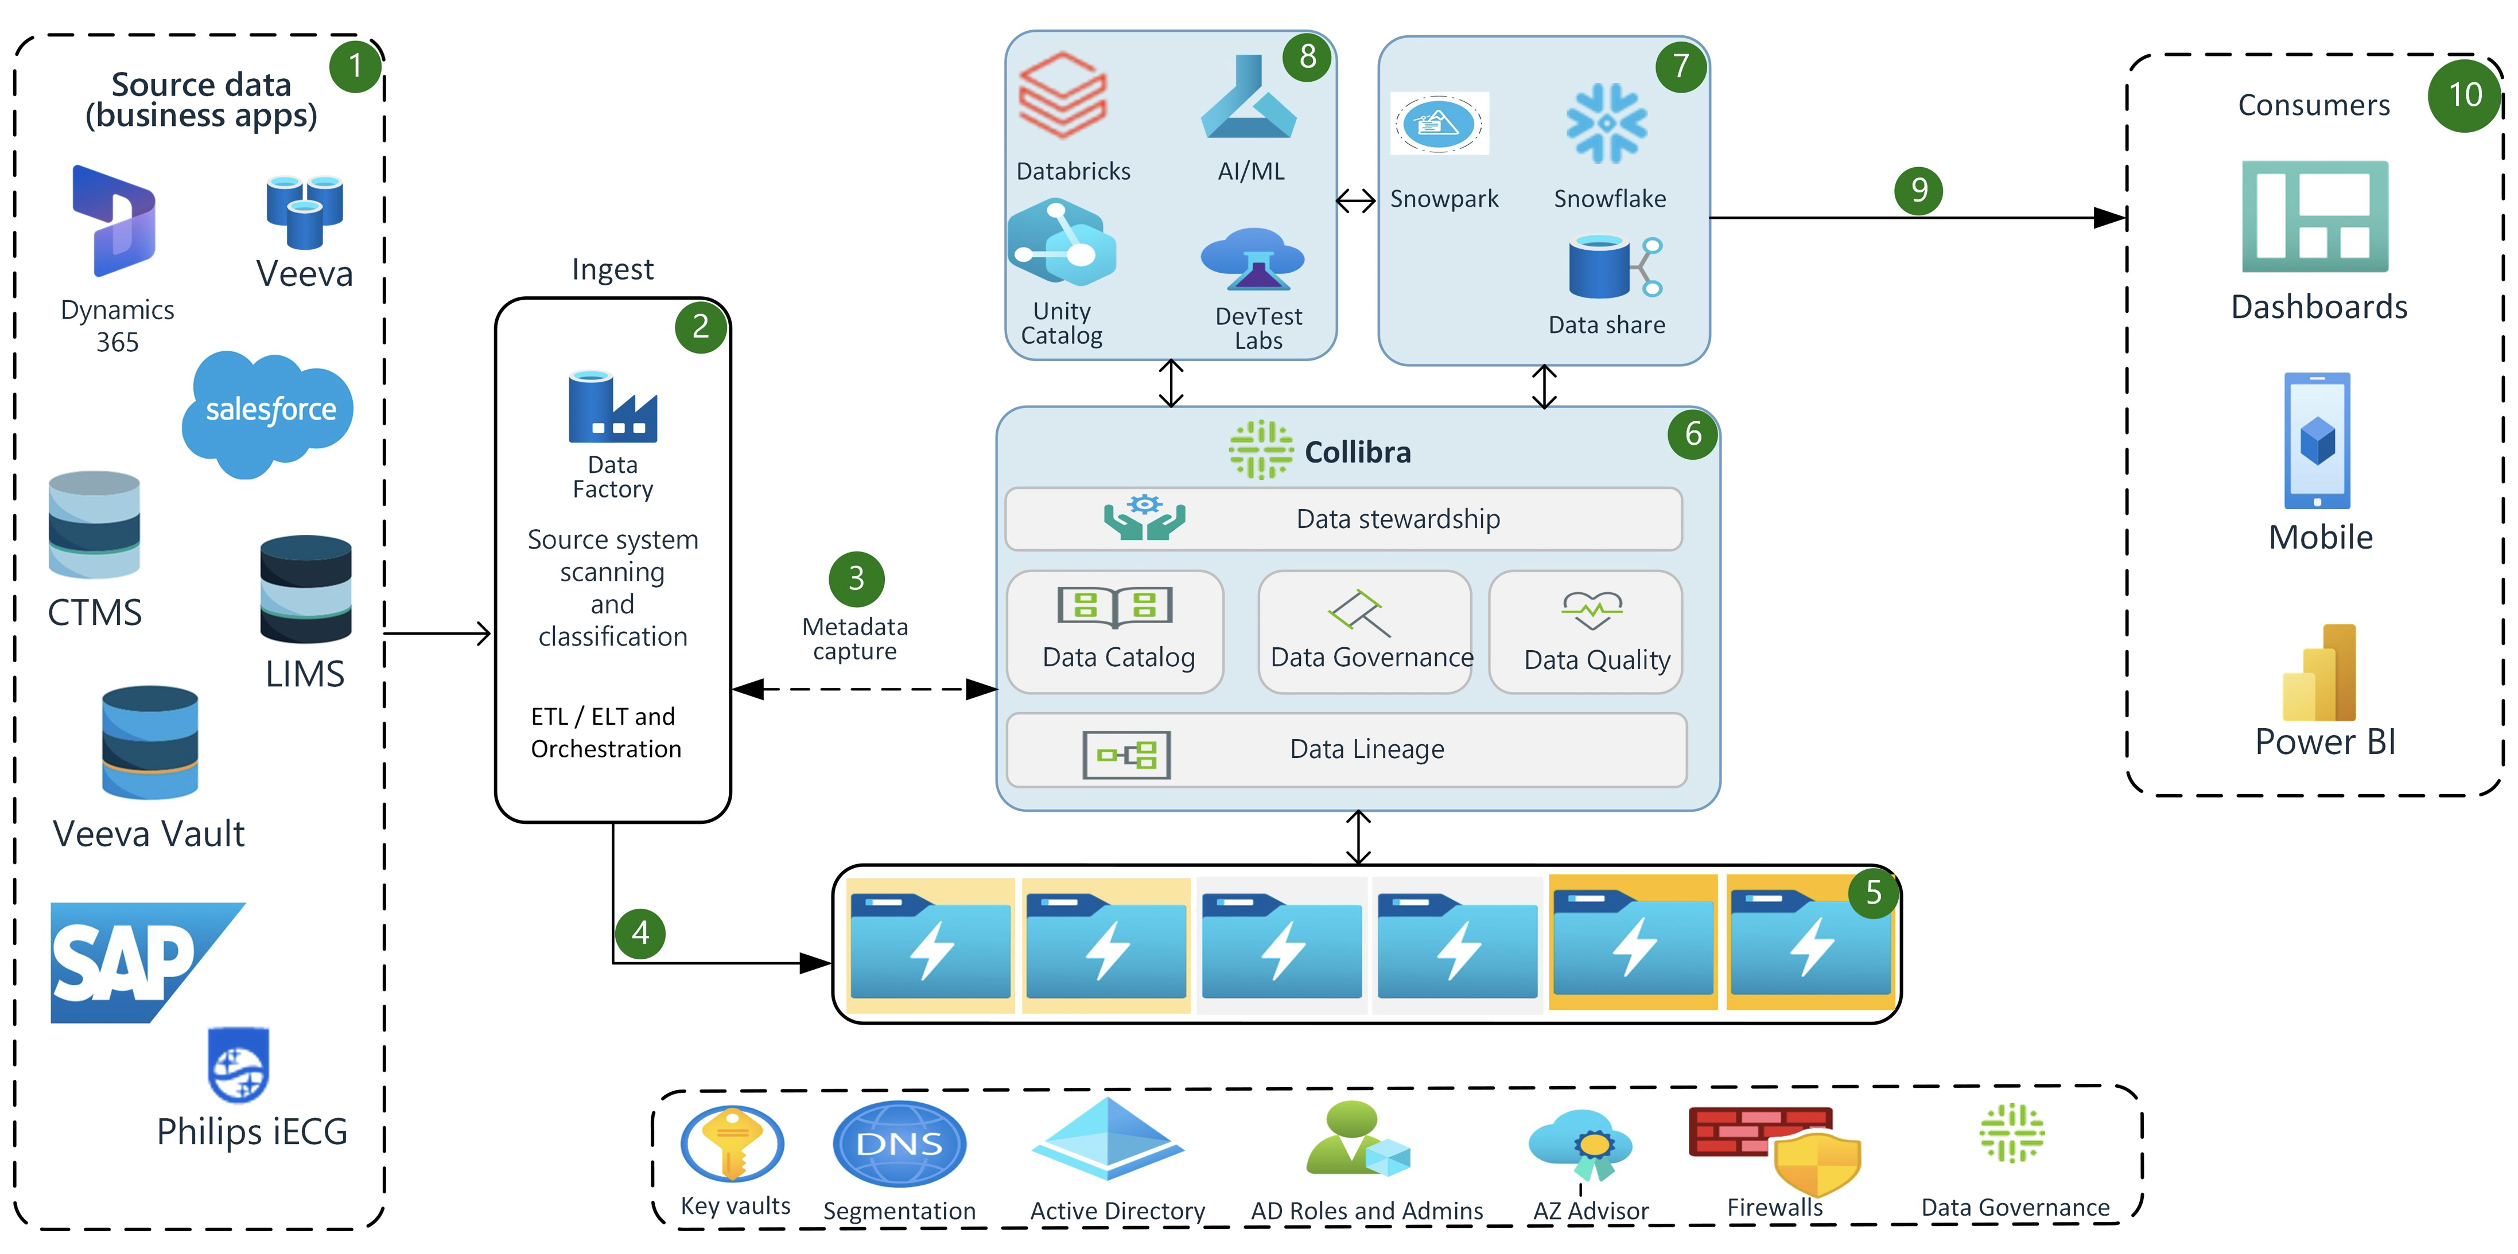 1
Source data
(business apps)
Dynamics
365
Veeva
salesforce
CTMS
LIMS
Veeva Vault
SAP
Philips iECG
Ingest
2
Data
Factory
Source system
scanning
and
classification
ETL / ELT and
Orchestration
3
Metadata
capture
4
8
Databricks
AI/ML
Unity
Catalog
DevTest
Labs
7
Snowpark
Snowflake
Data share
6
Collibra
Data stewardship
Data Catalog
Data Governance
Data Quality
Data Lineage
5
9
10
Consumers
Dashboards
Mobile
Power BI
Key vaults
DNS
Segmentation
Active Directory
AD Roles and Admins
AZ Advisor
Firewalls
Data Governance